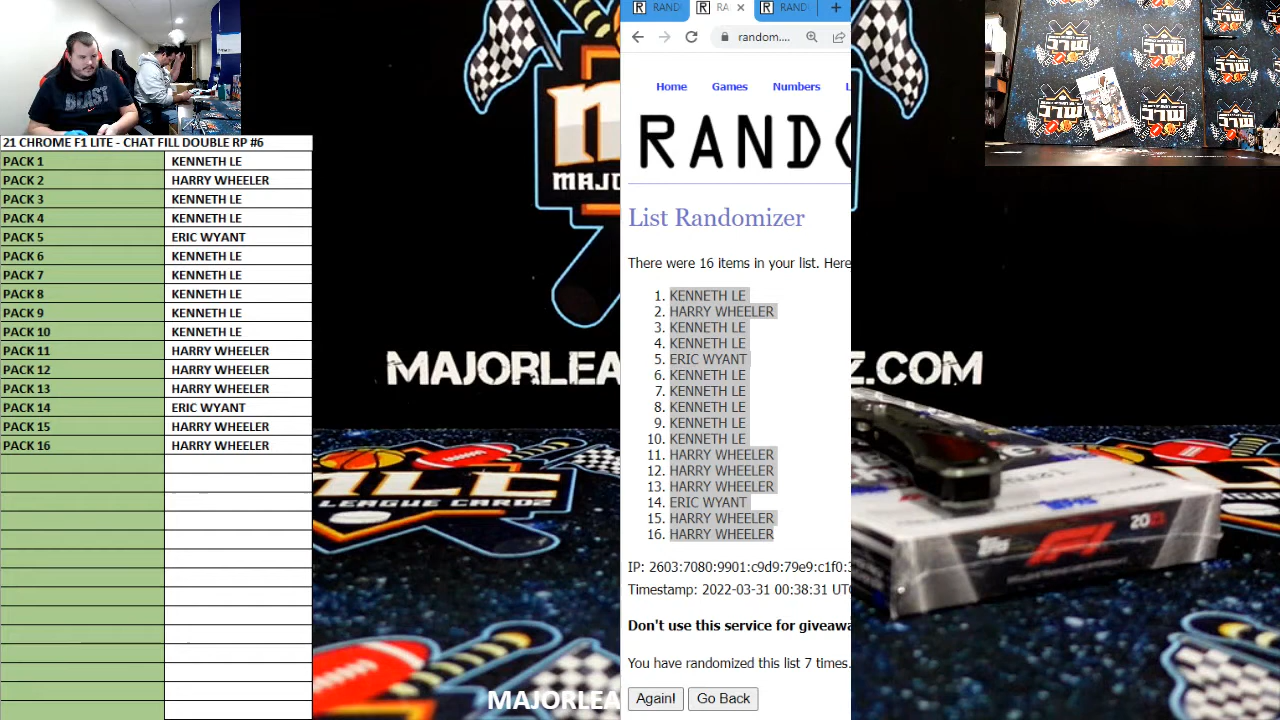 21 CHROME F1 LITE - CHAT FILL DOUBLE RP #6
PACK 1 KENNETH LE
PACK 2 HARRY WHEELER
PACK 3 KENNETH LE
PACK 4 KENNETH LE
PACK 5 ERIC WYANT
PACK 6 KENNETH LE
PACK 7 KENNETH LE
PACK 8 KENNETH LE
PACK 9 KENNETH LE
PACK 10 KENNETH LE
PACK 11 HARRY WHEELER
PACK 12 HARRY WHEELER
PACK 13 HARRY WHEELER
PACK 14 ERIC WYANT
PACK 15 HARRY WHEELER
PACK 16 HARRY WHEELER
BEAST
RAND
RA
RAND
random....
Home Games Numbers L
RANDO
List Randomizer
There were 16 items in your list. Here
1. KENNETH LE
2. HARRY WHEELER
3. KENNETH LE
4. KENNETH LE
5. ERIC WYANT
6. KENNETH LE
7. KENNETH LE
8. KENNETH LE
9. KENNETH LE
10. KENNETH LE
11. HARRY WHEELER
12. HARRY WHEELER
13. HARRY WHEELER
14. ERIC WYANT
15. HARRY WHEELER
16. HARRY WHEELER
IP: 2603:7080:9901:c9d9:79e9:c1f0:3
Timestamp: 2022-03-31 00:38:31 UTC
Don't use this service for giveawa
You have randomized this list 7 times.
Again! Go Back
MAJO
MAJORLEA Z.COM
MLC
LEAGUE CARDZ
topps F1 2021
MAJORLEA